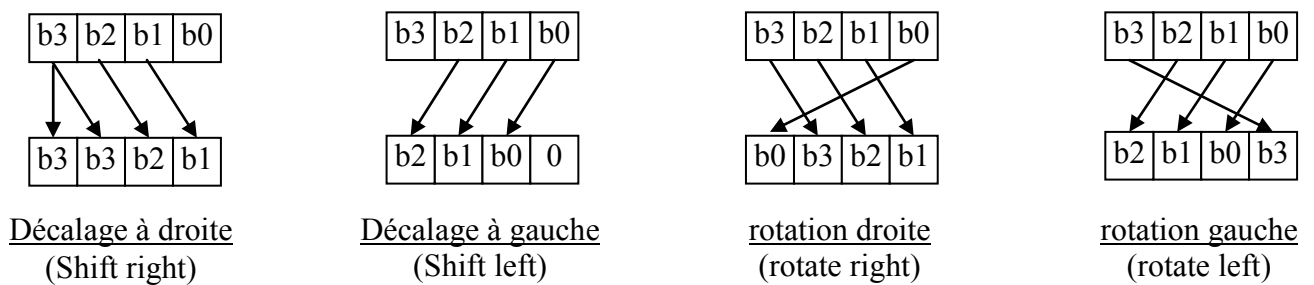 b3 b2 b1 b0
b3 b3 b2 b1
Décalage à droite
(Shift right)
b3 b2 b1 b0
b2 b1 b0 0
Décalage à gauche
(Shift left)
b3 b2 b1 b0
b0 b3 b2 b1
rotation droite
(rotate right)
b3 b2 b1 b0
b2 b1 b0 b3
rotation gauche
(rotate left)